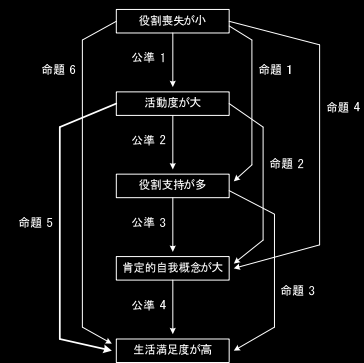 役割喪失が小
公準 1
命題 6
命題 1
活動度が大
命題 4
公準 2
命題 2
役割支持が多
命題 5
公準 3
肯定的自我概念が大
命題 3
公準 4
生活満足度が高